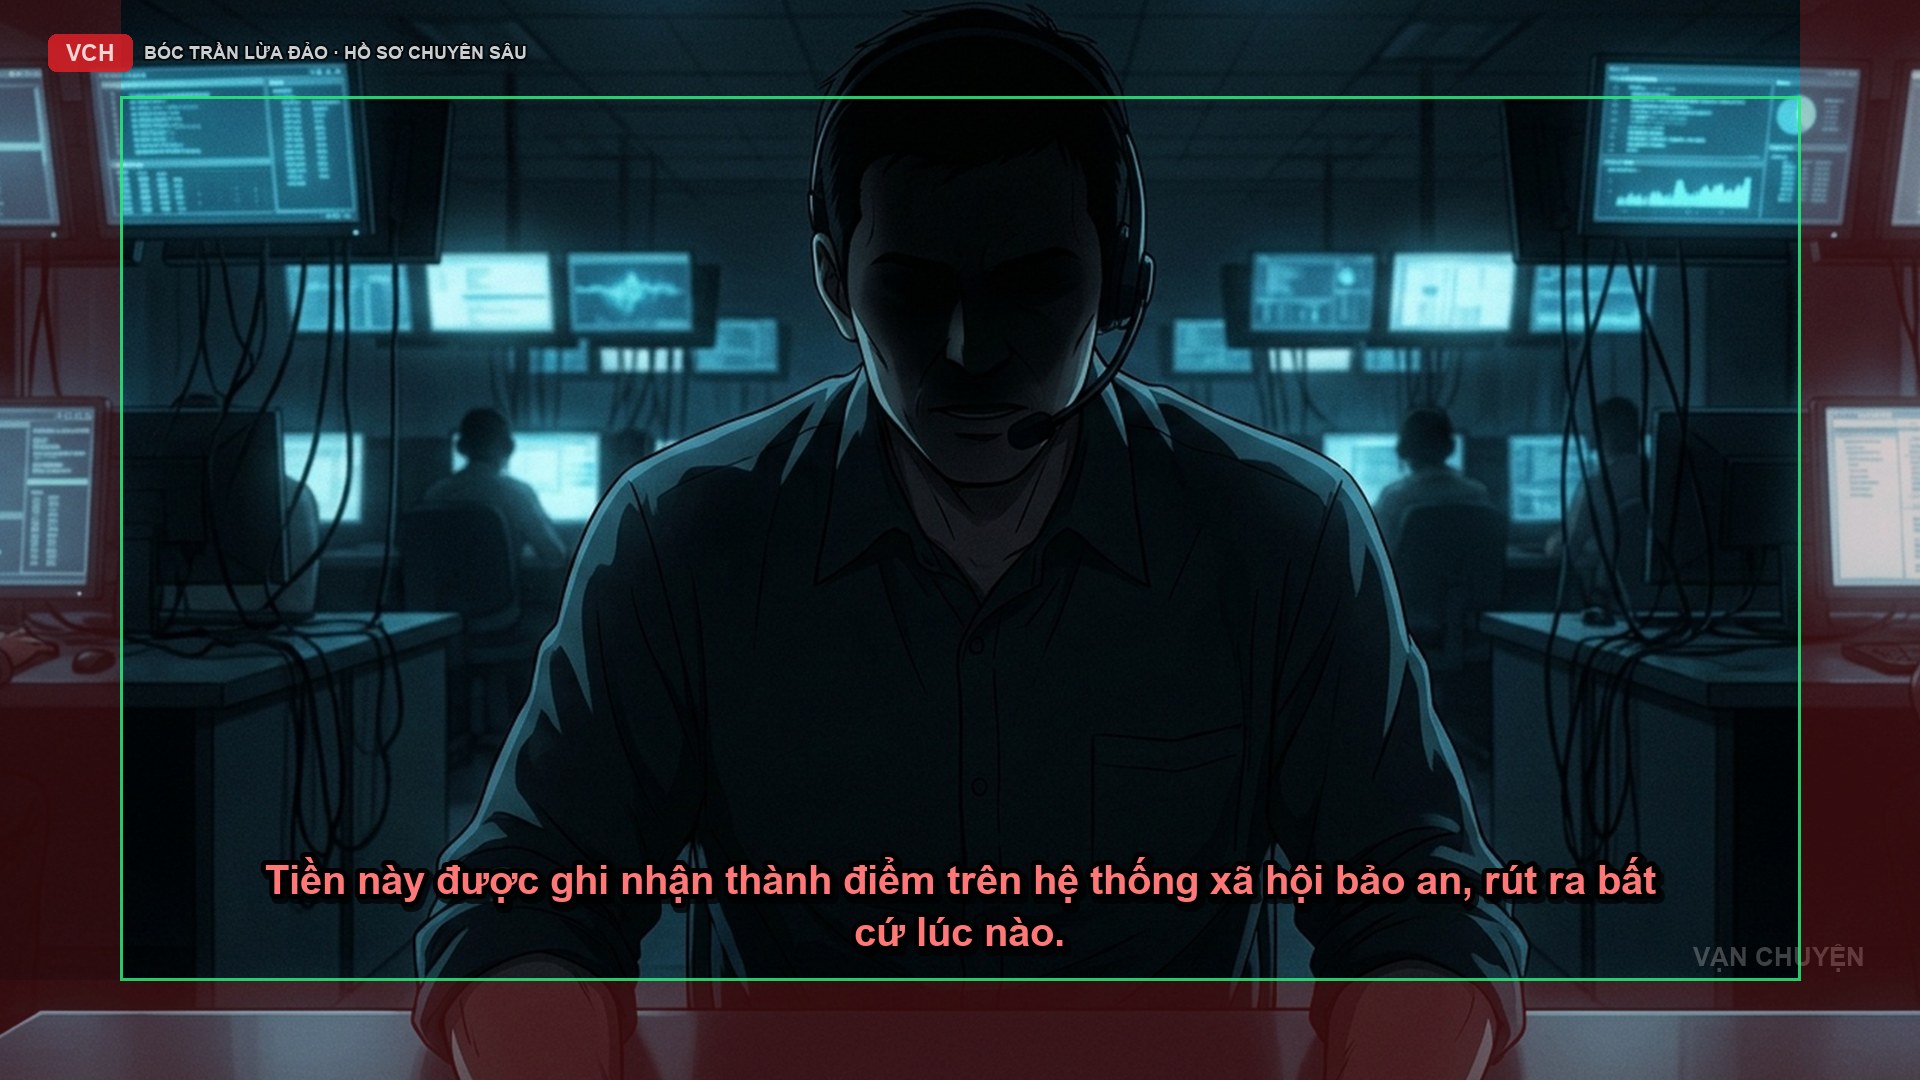 VCH
BÓC TRẦN LỪA ĐẢO · HỒ SƠ CHUYÊN SÂU
Tiền này được ghi nhận thành điểm trên hệ thống xã hội bảo an, rút ra bất
cứ lúc nào.
VẠN CHUYỆN